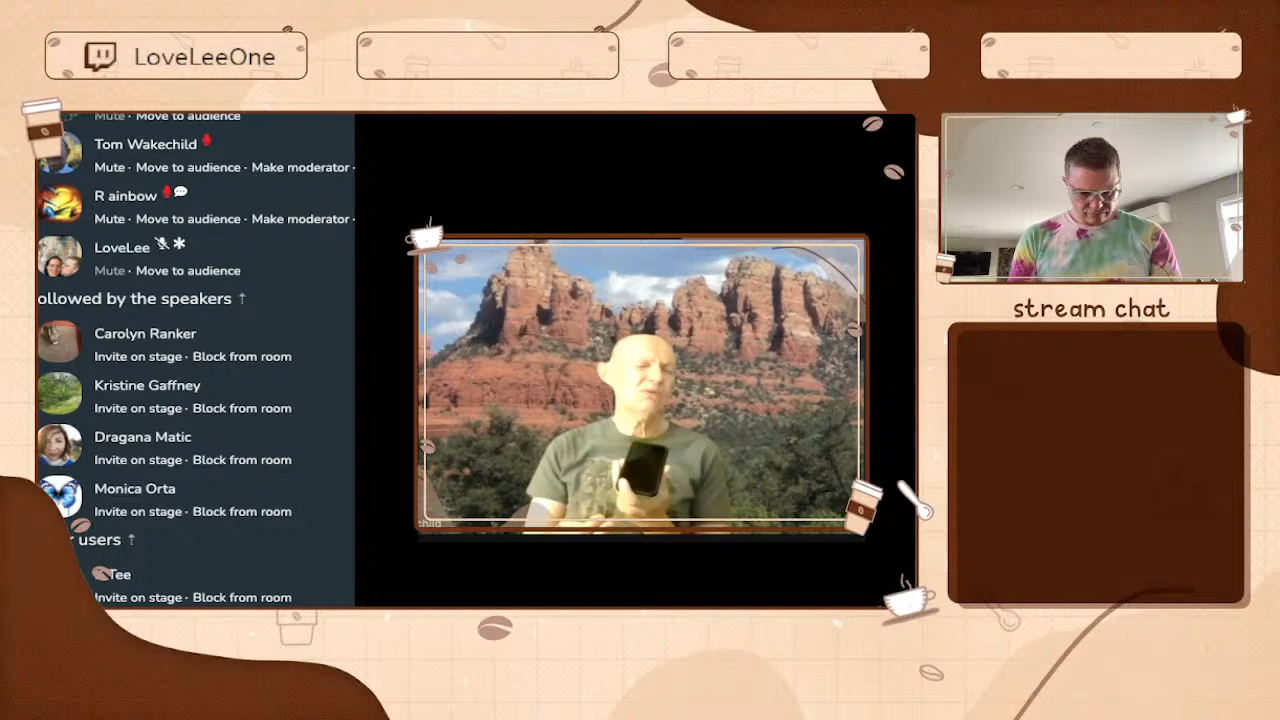 LoveLeeOne
Mute · Move to audience
Tom Wakechild
Mute · Move to audience · Make moderator ·
R ainbow
Mute · Move to audience · Make moderator ·
LoveLee
Mute · Move to audience
ollowed by the speakers ↑
Carolyn Ranker
Invite on stage · Block from room
Kristine Gaffney
Invite on stage · Block from room
Dragana Matic
Invite on stage · Block from room
Monica Orta
Invite on stage · Block from room
r users ↑
Tee
Invite on stage · Block from room
child
stream chat